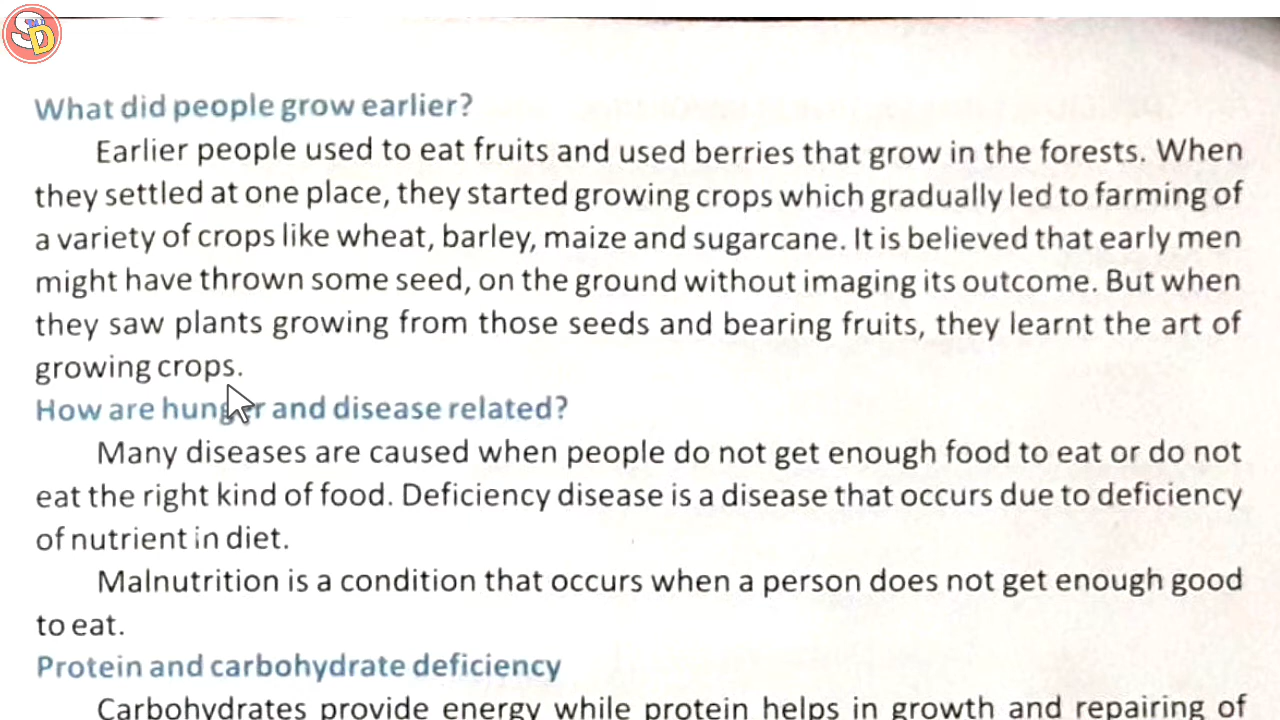 SD
What did people grow earlier?
Earlier people used to eat fruits and used berries that grow in the forests. When
they settled at one place, they started growing crops which gradually led to farming of
a variety of crops like wheat, barley, maize and sugarcane. It is believed that early men
might have thrown some seed, on the ground without imaging its outcome. But when
they saw plants growing from those seeds and bearing fruits, they learnt the art of
growing crops.
How are hunger and disease related?
Many diseases are caused when people do not get enough food to eat or do not
eat the right kind of food. Deficiency disease is a disease that occurs due to deficiency
of nutrient in diet.
Malnutrition is a condition that occurs when a person does not get enough good
to eat.
Protein and carbohydrate deficiency
Carbohydrates provide energy while protein helps in growth and repairing of